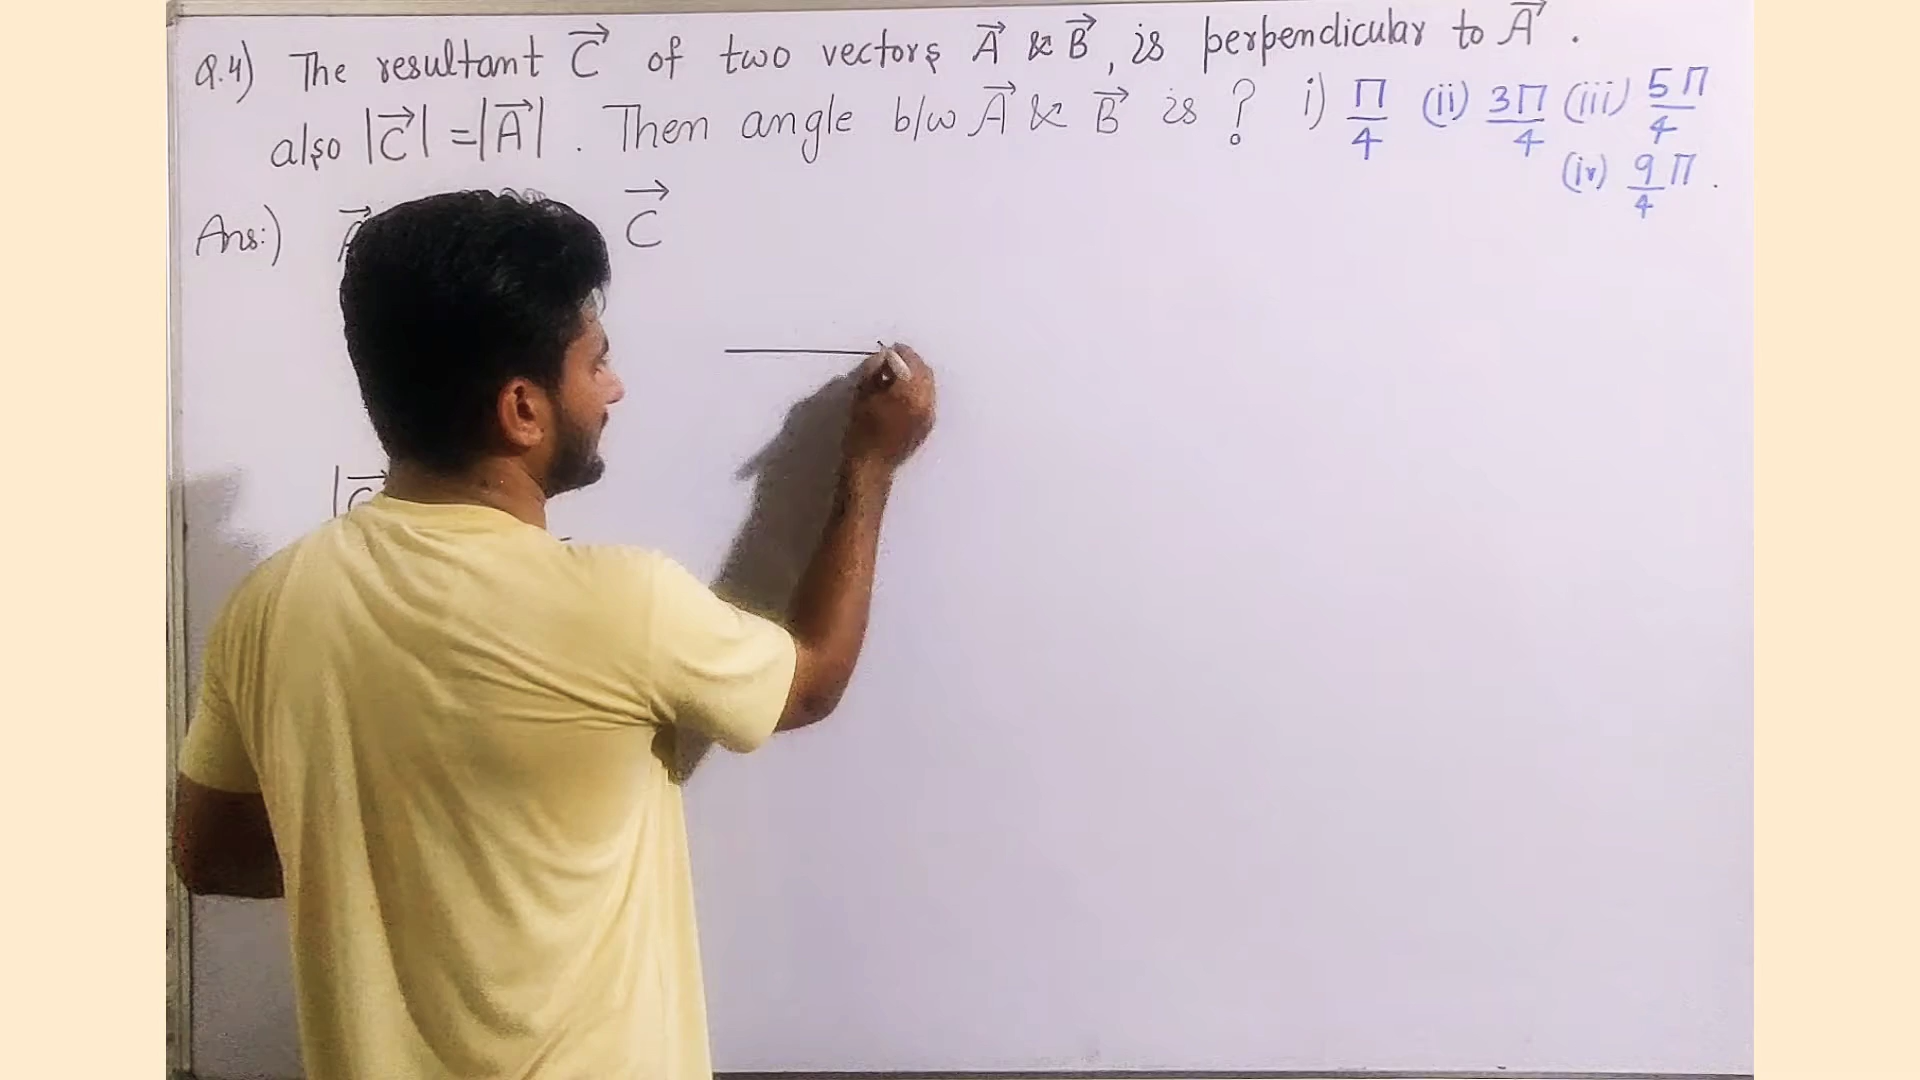 Q.4) The resultant C⃗ of two vectors A⃗ & B⃗, is perpendicular to A⃗.
also |C⃗| = |A⃗|. Then angle b/w A⃗ & B⃗ is? i) Π/4 (ii) 3Π/4 (iii) 5Π/4
(iv) 9/4 Π.
Ans:) C⃗